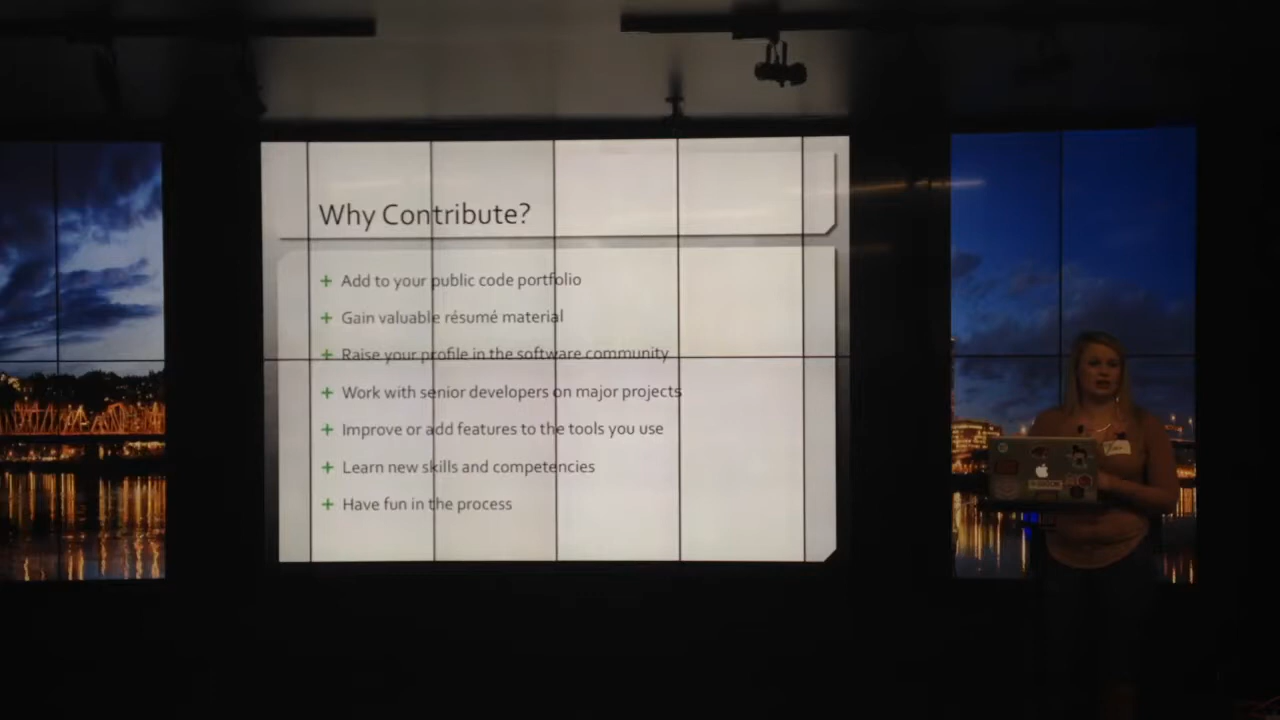 Why Contribute?
+ Add to your public code portfolio
+ Gain valuable résumé material
+ Raise your profile in the software community
+ Work with senior developers on major projects
+ Improve or add features to the tools you use
+ Learn new skills and competencies
+ Have fun in the process